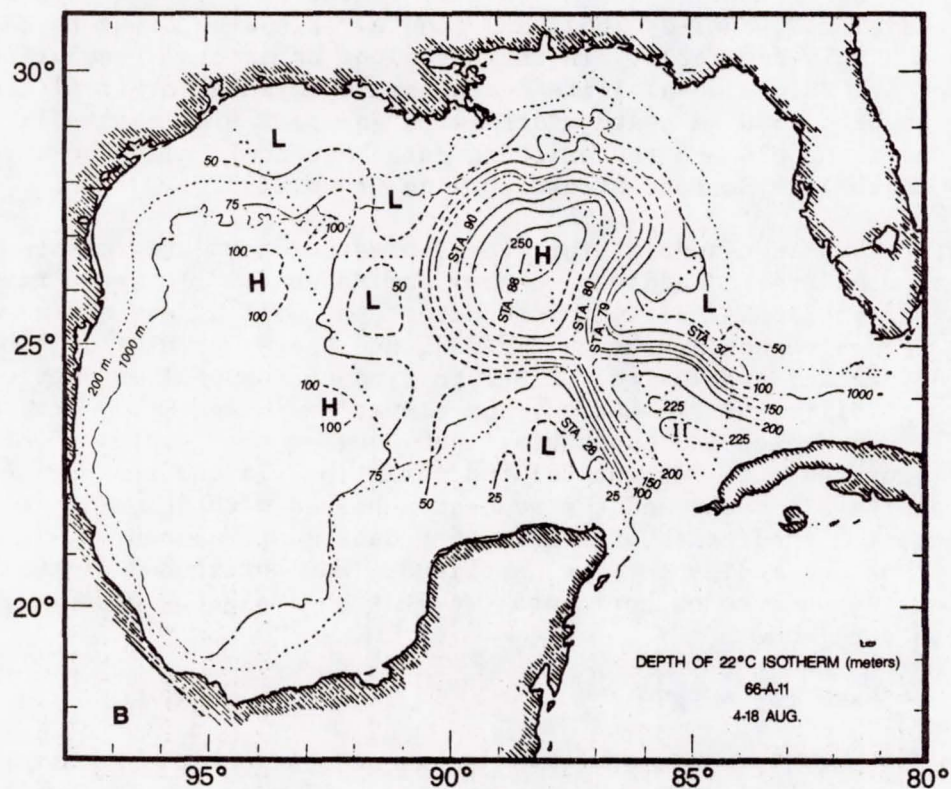 30°
L
50
L
75
100
STA. 90
250
H
100
H
L
50
STA. 88
STA. 80
STA. 79
L
100
STA. 37
50
25°
200 m.
1000 m.
100
1000
150
200
H
100
225
225
L
STA. 28
75
50
25
25
200
150
100
20°
DEPTH OF 22°C ISOTHERM (meters)
66-A-11
4-18 AUG.
B
95°
90°
85°
80°